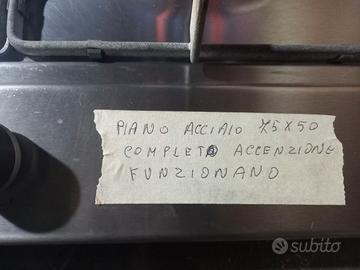 PIANO ACCIAIO 75X50
COMPLETO ACCENZIONE
FUNZIONANO
subito